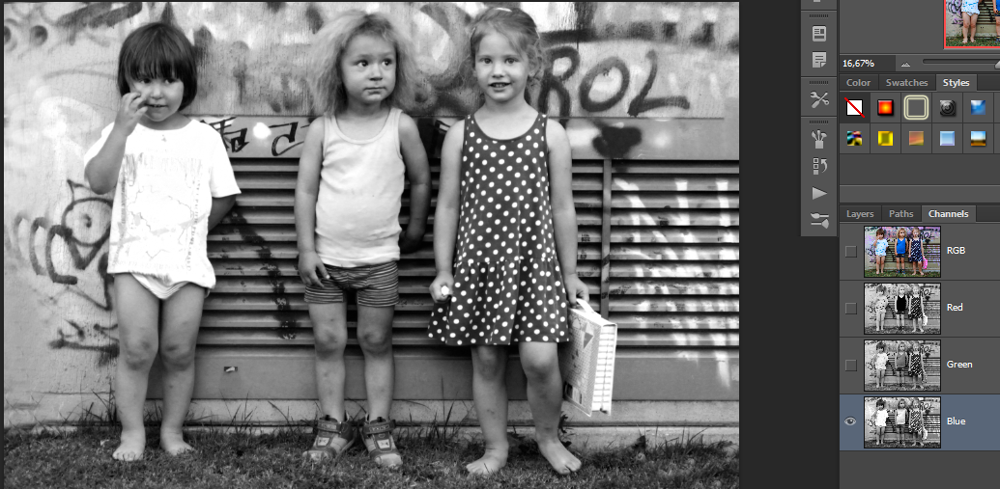 ROL
16,67%
Color Swatches Styles
Layers Paths Channels
RGB
Red
Green
Blue